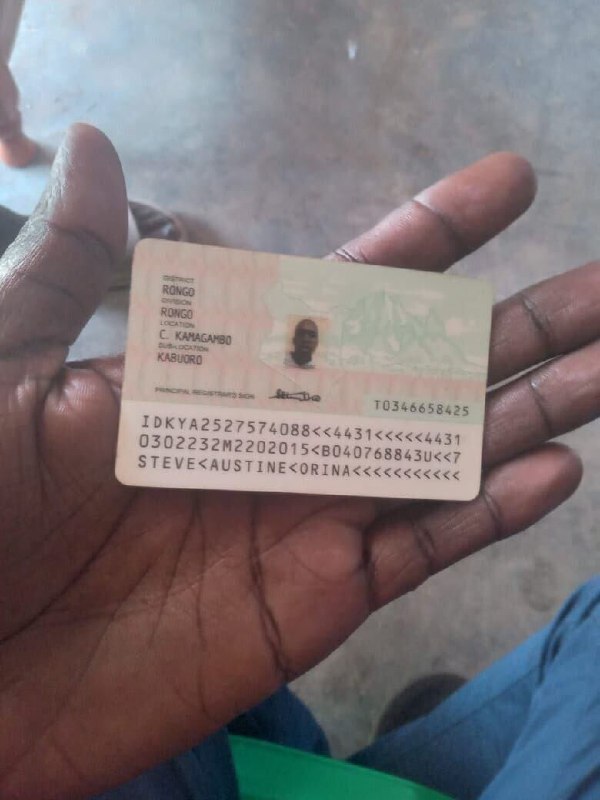 DISTRICT
RONGO
DIVISION
RONGO
LOCATION
C. KAMAGAMBO
SUB-LOCATION
KABUORO
PRINCIPAL REGISTRAR'S SIGN
T0346658425
IDKYA2527574088<<4431<<<<<4431
0302232M2202015<B040768843U<<7
STEVE<AUSTINE<ORINA<<<<<<<<<<<